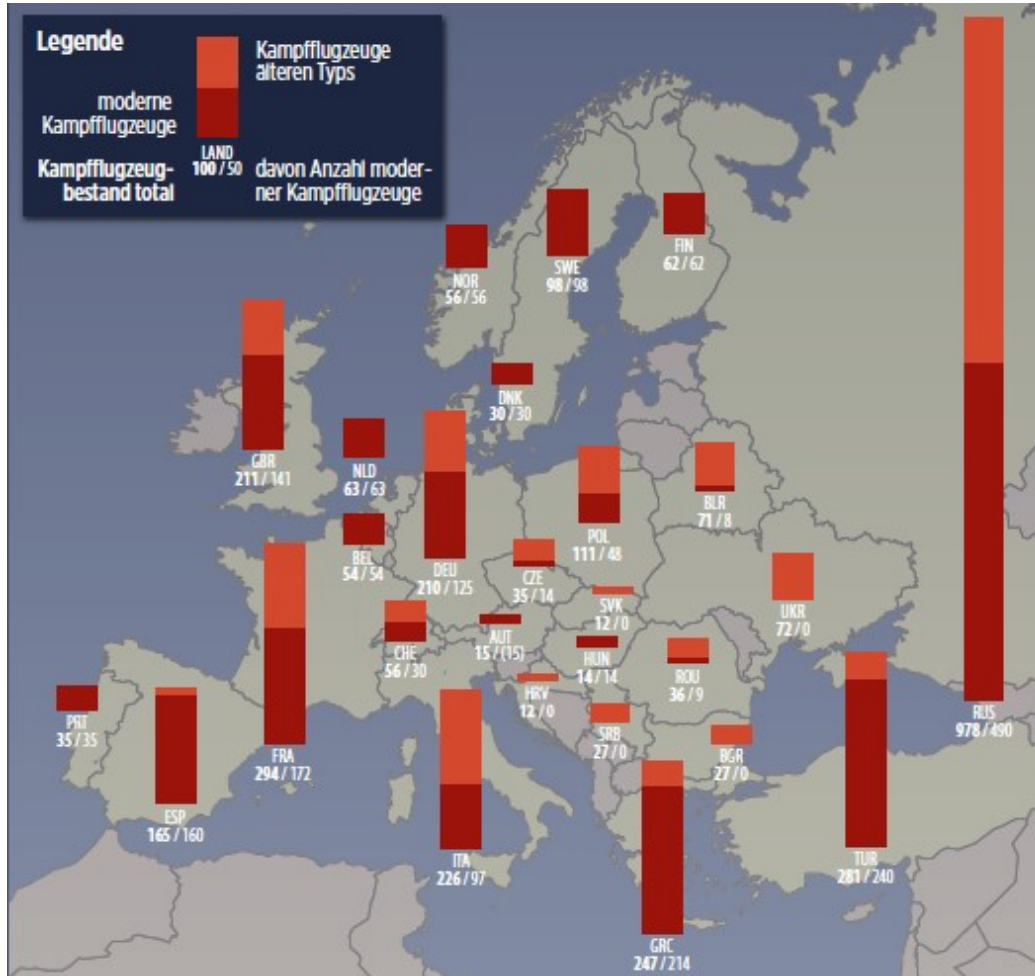 Legende
Kampfflugzeuge
älteren Typs
moderne
Kampfflugzeuge
LAND
100 / 50
Kampfflugzeug-
bestand total
davon Anzahl moder-
ner Kampfflugzeuge
NOR
56 / 56
SWE
98 / 98
FIN
62 / 62
DNK
30 / 30
GBR
211 / 141
NLD
63 / 63
BEL
54 / 54
DEU
210 / 125
POL
111 / 48
BLR
71 / 8
CZE
35 / 14
SVK
12 / 0
UKR
72 / 0
CHE
56 / 30
AUT
15 / (15)
HUN
14 / 14
ROU
36 / 9
HRV
12 / 0
SRB
27 / 0
BGR
27 / 0
RUS
978 / 490
PRT
35 / 35
ESP
165 / 160
FRA
294 / 172
ITA
226 / 97
GRC
247 / 214
TUR
281 / 240